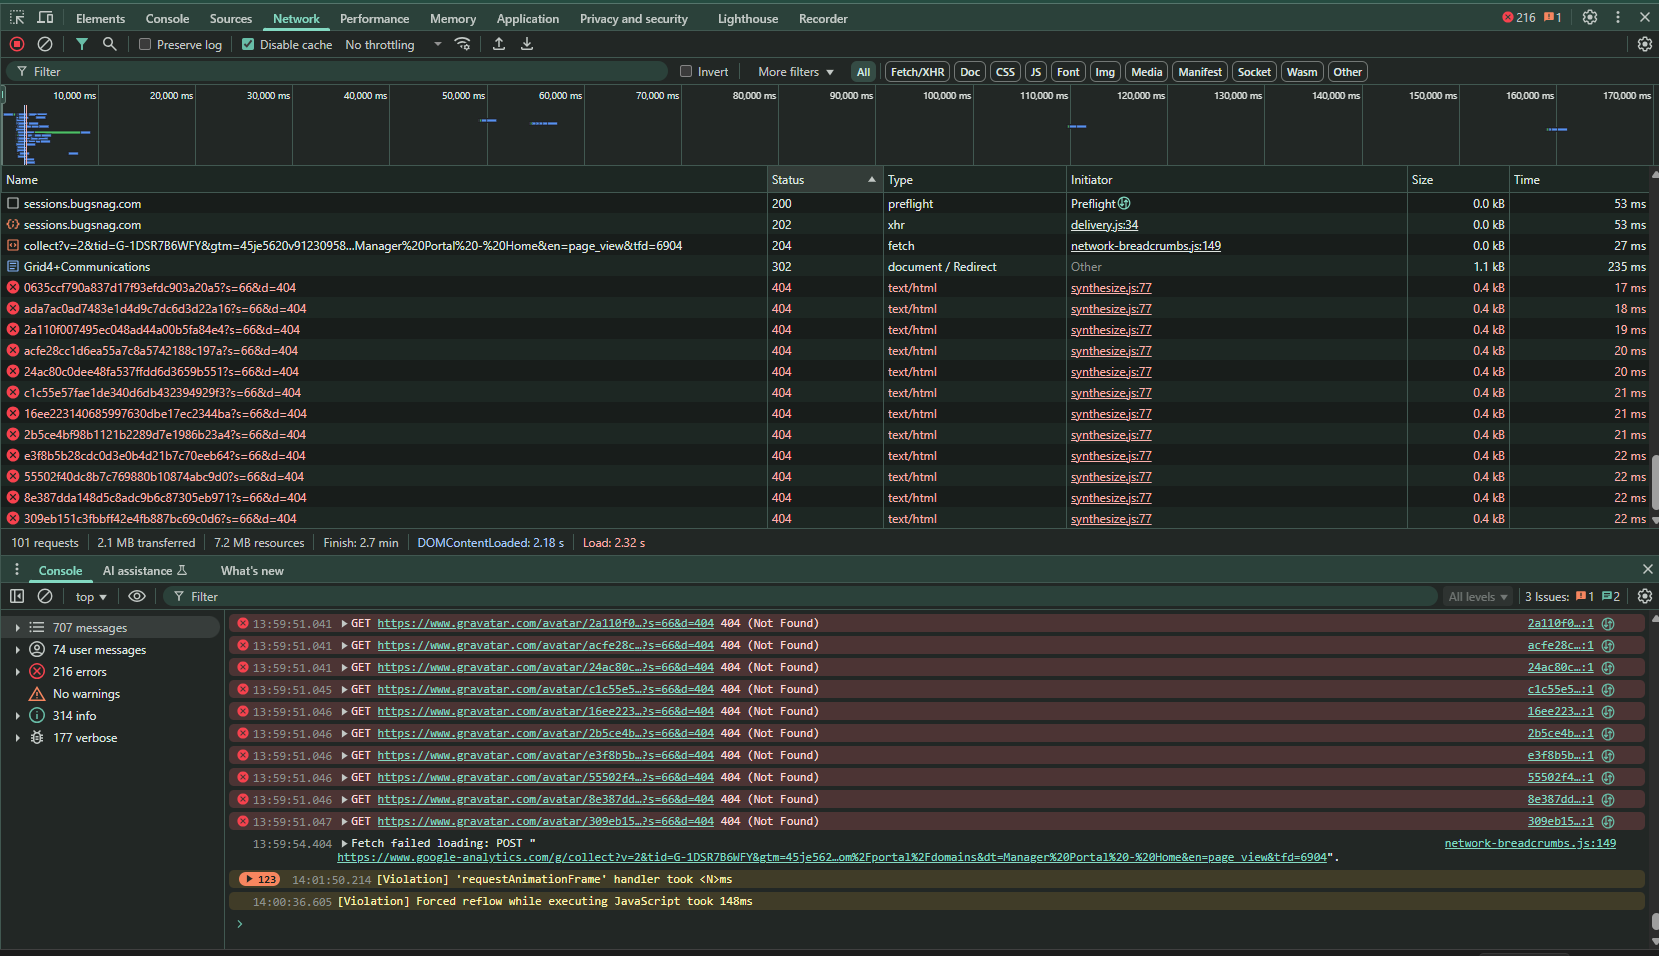 Elements Console Sources Network Performance Memory Application Privacy and security Lighthouse Recorder 216 1
Preserve log Disable cache No throttling
Filter Invert More filters All Fetch/XHR Doc CSS JS Font Img Media Manifest Socket Wasm Other
10,000 ms 20,000 ms 30,000 ms 40,000 ms 50,000 ms 60,000 ms 70,000 ms 80,000 ms 90,000 ms 100,000 ms 110,000 ms 120,000 ms 130,000 ms 140,000 ms 150,000 ms 160,000 ms 170,000 ms
Name Status Type Initiator Size Time
sessions.bugsnag.com 200 preflight Preflight 0.0 kB 53 ms
sessions.bugsnag.com 202 xhr delivery.js:34 0.0 kB 53 ms
collect?v=2&tid=G-1DSR7B6WFY&gtm=45je5620v91230958...Manager%20Portal%20-%20Home&en=page_view&tfd=6904 204 fetch network-breadcrumbs.js:149 0.0 kB 27 ms
Grid4+Communications 302 document / Redirect Other 1.1 kB 235 ms
0635ccf790a837d17f93efdc903a20a5?s=66&d=404 404 text/html synthesize.js:77 0.4 kB 17 ms
ada7ac0ad7483e1d4d9c7dc6d3d22a16?s=66&d=404 404 text/html synthesize.js:77 0.4 kB 18 ms
2a110f007495ec048ad44a00b5fa84e4?s=66&d=404 404 text/html synthesize.js:77 0.4 kB 19 ms
acfe28cc1d6ea55a7c8a5742188c197a?s=66&d=404 404 text/html synthesize.js:77 0.4 kB 20 ms
24ac80c0dee48fa537ffdd6d3659b551?s=66&d=404 404 text/html synthesize.js:77 0.4 kB 20 ms
c1c55e57fae1de340d6db432394929f3?s=66&d=404 404 text/html synthesize.js:77 0.4 kB 21 ms
16ee223140685997630dbe17ec2344ba?s=66&d=404 404 text/html synthesize.js:77 0.4 kB 21 ms
2b5ce4bf98b1121b2289d7e1986b23a4?s=66&d=404 404 text/html synthesize.js:77 0.4 kB 21 ms
e3f8b5b28cdc0d3e0b4d21b7c70eeb64?s=66&d=404 404 text/html synthesize.js:77 0.4 kB 22 ms
55502f40dc8b7c769880b10874abc9d0?s=66&d=404 404 text/html synthesize.js:77 0.4 kB 22 ms
8e387dda148d5c8adc9b6c87305eb971?s=66&d=404 404 text/html synthesize.js:77 0.4 kB 22 ms
309eb151c3fbbff42e4fb887bc69c0d6?s=66&d=404 404 text/html synthesize.js:77 0.4 kB 22 ms
101 requests 2.1 MB transferred 7.2 MB resources Finish: 2.7 min DOMContentLoaded: 2.18 s Load: 2.32 s
Console AI assistance What's new
top Filter All levels 3 Issues: 1 2
707 messages
74 user messages
216 errors
No warnings
314 info
177 verbose
13:59:51.041 GET https://www.gravatar.com/avatar/2a110f0...?s=66&d=404 404 (Not Found) 2a110f0...:1
13:59:51.041 GET https://www.gravatar.com/avatar/acfe28c...?s=66&d=404 404 (Not Found) acfe28c...:1
13:59:51.041 GET https://www.gravatar.com/avatar/24ac80c...?s=66&d=404 404 (Not Found) 24ac80c...:1
13:59:51.045 GET https://www.gravatar.com/avatar/c1c55e5...?s=66&d=404 404 (Not Found) c1c55e5...:1
13:59:51.046 GET https://www.gravatar.com/avatar/16ee223...?s=66&d=404 404 (Not Found) 16ee223...:1
13:59:51.046 GET https://www.gravatar.com/avatar/2b5ce4b...?s=66&d=404 404 (Not Found) 2b5ce4b...:1
13:59:51.046 GET https://www.gravatar.com/avatar/e3f8b5b...?s=66&d=404 404 (Not Found) e3f8b5b...:1
13:59:51.046 GET https://www.gravatar.com/avatar/55502f4...?s=66&d=404 404 (Not Found) 55502f4...:1
13:59:51.046 GET https://www.gravatar.com/avatar/8e387dd...?s=66&d=404 404 (Not Found) 8e387dd...:1
13:59:51.047 GET https://www.gravatar.com/avatar/309eb15...?s=66&d=404 404 (Not Found) 309eb15...:1
13:59:54.404 Fetch failed loading: POST " network-breadcrumbs.js:149
https://www.google-analytics.com/g/collect?v=2&tid=G-1DSR7B6WFY&gtm=45je562...om%2Fportal%2Fdomains&dt=Manager%20Portal%20-%20Home&en=page_view&tfd=6904".
123 14:01:50.214 [Violation] 'requestAnimationFrame' handler took <N>ms
14:00:36.605 [Violation] Forced reflow while executing JavaScript took 148ms